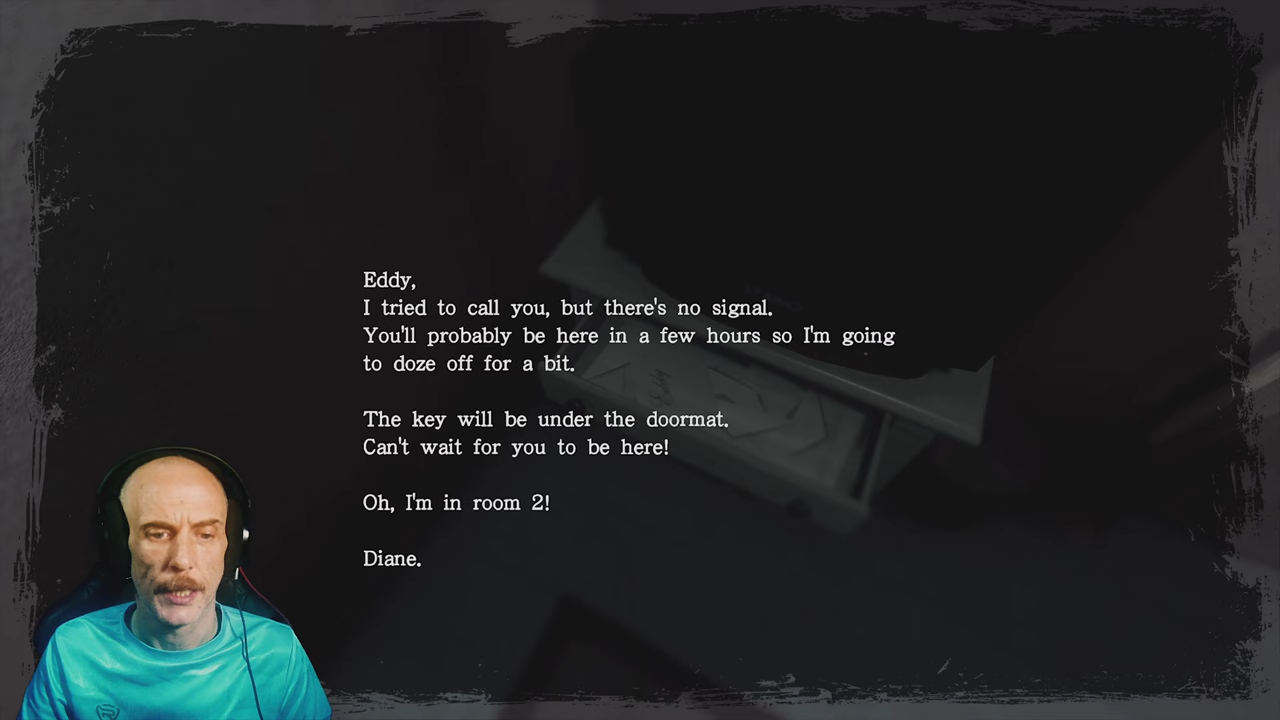 Eddy,
I tried to call you, but there's no signal.
You'll probably be here in a few hours so I'm going
to doze off for a bit.
The key will be under the doormat.
Can't wait for you to be here!
Oh, I'm in room 2!
Diane.
Eddy